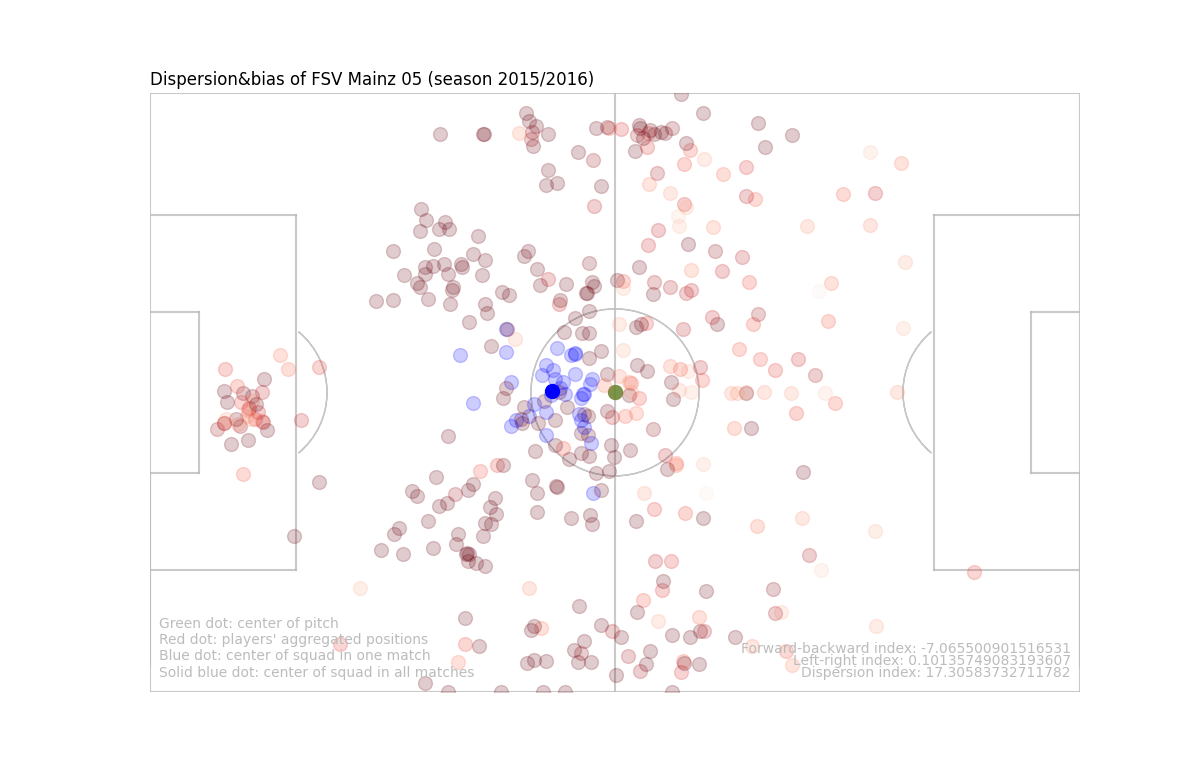 Dispersion&bias of FSV Mainz 05 (season 2015/2016)
Green dot: center of pitch
Red dot: players' aggregated positions
Blue dot: center of squad in one match
Solid blue dot: center of squad in all matches
Forward-backward index: -7.065500901516531
Left-right index: 0.10135749083193607
Dispersion index: 17.30583732711782